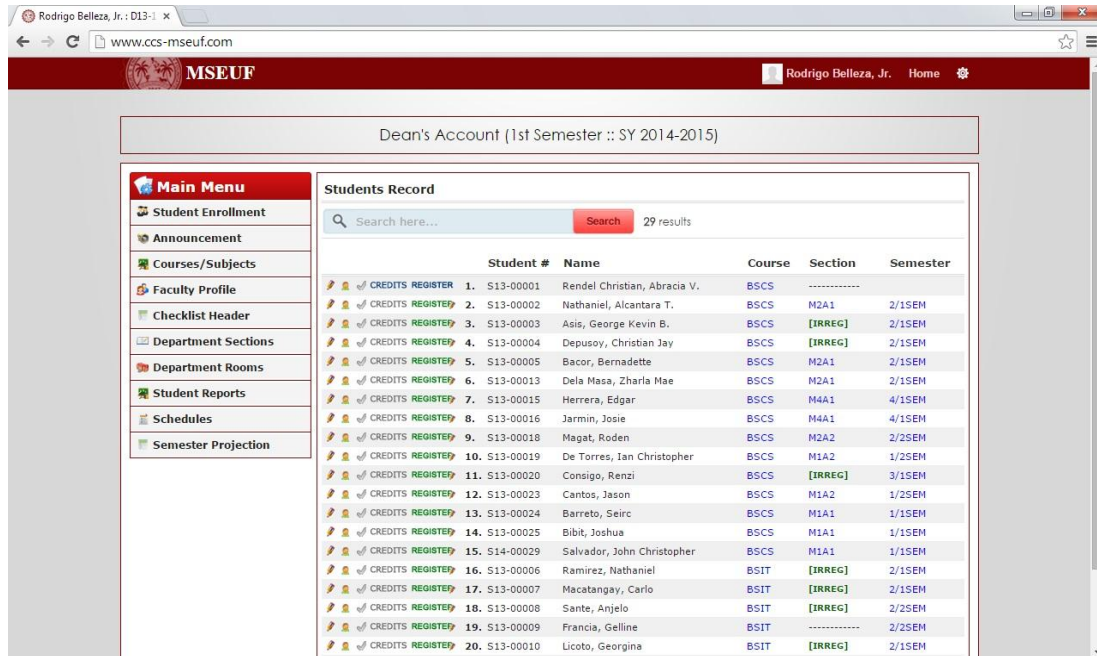 Rodrigo Belleza, Jr. : D13-1
www.ccs-mseuf.com
MSEUF Rodrigo Belleza, Jr. Home
Dean's Account (1st Semester :: SY 2014-2015)
Main Menu
Student Enrollment
Announcement
Courses/Subjects
Faculty Profile
Checklist Header
Department Sections
Department Rooms
Student Reports
Schedules
Semester Projection
Students Record
Search here... Search 29 results
Student # Name Course Section Semester
CREDITS REGISTER 1. S13-00001 Rendel Christian, Abracia V. BSCS ------------
CREDITS REGISTER 2. S13-00002 Nathaniel, Alcantara T. BSCS M2A1 2/1SEM
CREDITS REGISTER 3. S13-00003 Asis, George Kevin B. BSCS [IRREG] 2/1SEM
CREDITS REGISTER 4. S13-00004 Depusoy, Christian Jay BSCS [IRREG] 2/1SEM
CREDITS REGISTER 5. S13-00005 Bacor, Bernadette BSCS M2A1 2/1SEM
CREDITS REGISTER 6. S13-00013 Dela Masa, Zharla Mae BSCS M2A1 2/1SEM
CREDITS REGISTER 7. S13-00015 Herrera, Edgar BSCS M4A1 4/1SEM
CREDITS REGISTER 8. S13-00016 Jarmin, Josie BSCS M4A1 4/1SEM
CREDITS REGISTER 9. S13-00018 Magat, Roden BSCS M2A2 2/2SEM
CREDITS REGISTER 10. S13-00019 De Torres, Ian Christopher BSCS M1A2 1/2SEM
CREDITS REGISTER 11. S13-00020 Consigo, Renzi BSCS [IRREG] 3/1SEM
CREDITS REGISTER 12. S13-00023 Cantos, Jason BSCS M1A2 1/2SEM
CREDITS REGISTER 13. S13-00024 Barreto, Seirc BSCS M1A1 1/1SEM
CREDITS REGISTER 14. S13-00025 Bibit, Joshua BSCS M1A1 1/1SEM
CREDITS REGISTER 15. S14-00029 Salvador, John Christopher BSCS M1A1 1/1SEM
CREDITS REGISTER 16. S13-00006 Ramirez, Nathaniel BSIT [IRREG] 2/1SEM
CREDITS REGISTER 17. S13-00007 Macatangay, Carlo BSIT [IRREG] 2/1SEM
CREDITS REGISTER 18. S13-00008 Sante, Anjelo BSIT [IRREG] 2/2SEM
CREDITS REGISTER 19. S13-00009 Francia, Gelline BSIT ------------ 2/2SEM
CREDITS REGISTER 20. S13-00010 Licoto, Georgina BSIT [IRREG] 2/1SEM